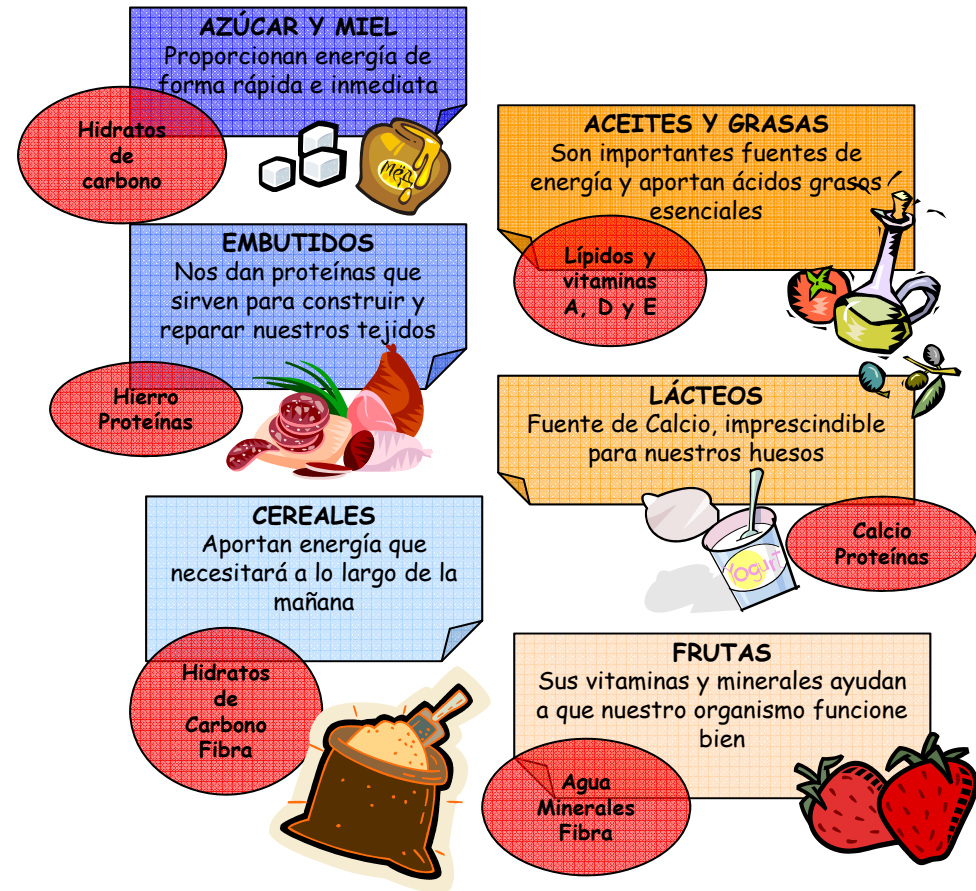 AZÚCAR Y MIEL
Proporcionan energía de
forma rápida e inmediata
Hidratos
de
carbono
мёд
ACEITES Y GRASAS
Son importantes fuentes de
energía y aportan ácidos grasos
esenciales
Lípidos y
vitaminas
A, D y E
EMBUTIDOS
Nos dan proteínas que
sirven para construir y
reparar nuestros tejidos
Hierro
Proteínas
LÁCTEOS
Fuente de Calcio, imprescindible
para nuestros huesos
Yogurt
Calcio
Proteínas
CEREALES
Aportan energía que
necesitará a lo largo de la
mañana
Hidratos
de
Carbono
Fibra
FRUTAS
Sus vitaminas y minerales ayudan
a que nuestro organismo funcione
bien
Agua
Minerales
Fibra